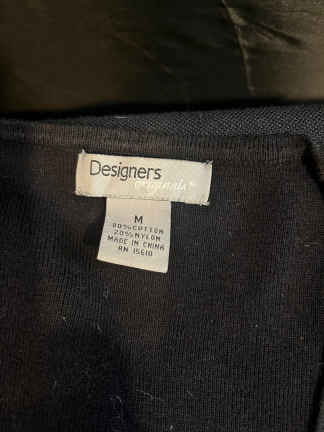 Designers
Originals®
M
80% COTTON
20% NYLON
MADE IN CHINA
RN 15610